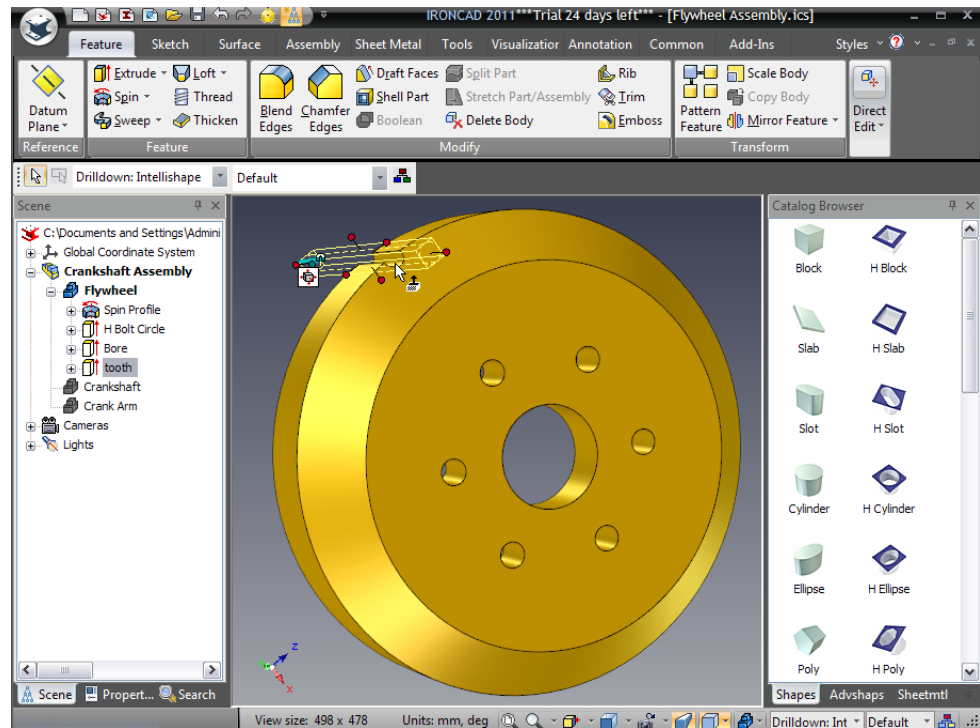 IRONCAD 2011***Trial 24 days left*** - [Flywheel Assembly.ics]
Feature Sketch Surface Assembly Sheet Metal Tools Visualization Annotation Common Add-Ins Styles
Extrude Loft Draft Faces Split Part Rib Scale Body
Spin Thread Shell Part Stretch Part/Assembly Trim Copy Body
Sweep Thicken Boolean Delete Body Emboss Mirror Feature
Datum Plane
Blend Edges
Chamfer Edges
Pattern Feature
Direct Edit
Reference Feature Modify Transform
Drilldown: Intellishape Default
Scene
Catalog Browser
C:\Documents and Settings\Admini
Global Coordinate System
Crankshaft Assembly
Flywheel
Spin Profile
H Bolt Circle
Bore
tooth
Crankshaft
Crank Arm
Cameras
Lights
Block H Block
Slab H Slab
Slot H Slot
Cylinder H Cylinder
Ellipse H Ellipse
Poly H Poly
z
x
Scene Propert... Search
Shapes Advshaps Sheetmtl
View size: 498 x 478 Units: mm, deg Drilldown: Int Default